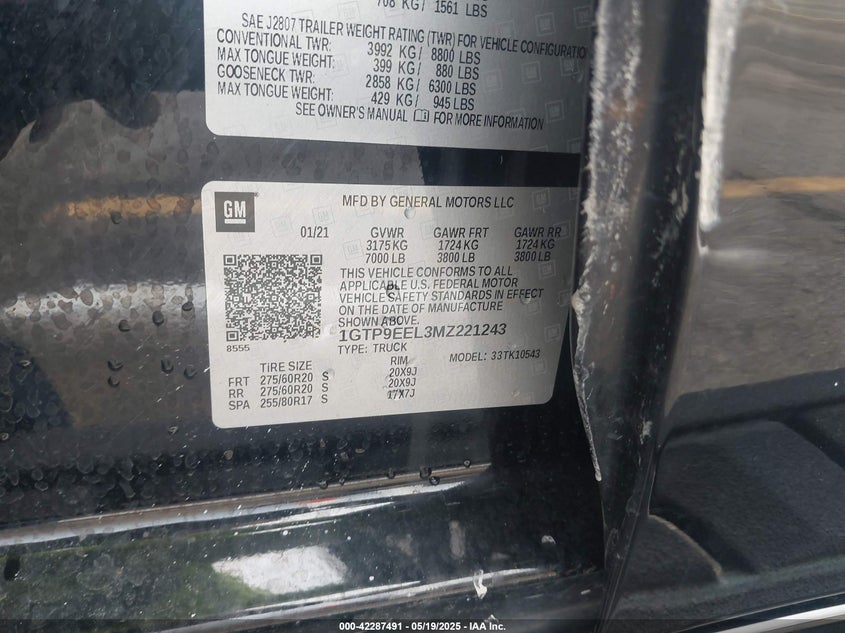 708 KG/ 1561 LBS
SAE J2807 TRAILER WEIGHT RATING (TWR) FOR VEHICLE CONFIGURATION
CONVENTIONAL TWR: 3992 KG/ 8800 LBS
MAX TONGUE WEIGHT: 399 KG/ 880 LBS
GOOSENECK TWR: 2858 KG/ 6300 LBS
MAX TONGUE WEIGHT: 429 KG/ 945 LBS
SEE OWNER'S MANUAL FOR MORE INFORMATION
GM
MFD BY GENERAL MOTORS LLC
01/21 GVWR GAWR FRT GAWR RR
3175 KG 1724 KG 1724 KG
7000 LB 3800 LB 3800 LB
THIS VEHICLE CONFORMS TO ALL
APPLICABLE U.S. FEDERAL MOTOR
VEHICLE SAFETY STANDARDS IN EFFECT
ON THE DATE OF MANUFACTURE
SHOWN ABOVE.
1GTP9EEL3MZ221243
8555
TYPE: TRUCK MODEL: 33TK10543
TIRE SIZE RIM
FRT 275/60R20 S 20X9J
RR 275/60R20 S 20X9J
SPA 255/80R17 S 17X7J
000-42287491 - 05/19/2025 - IAA Inc.